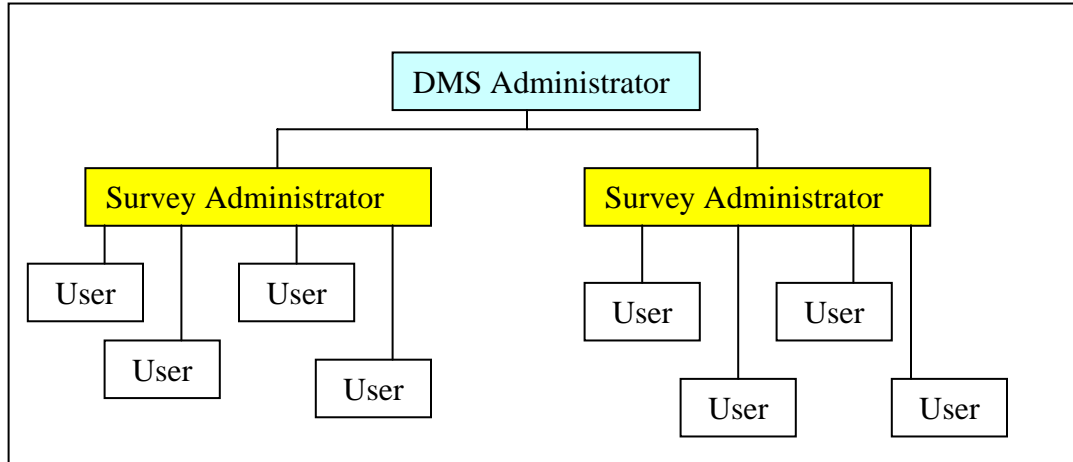 DMS Administrator
Survey Administrator
Survey Administrator
User
User
User
User
User
User
User
User